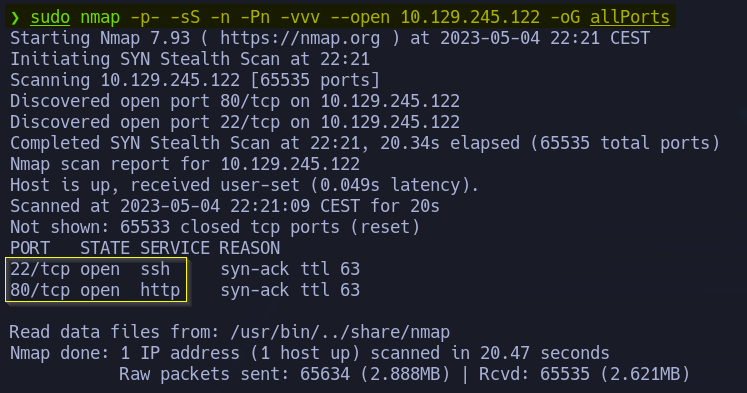 ❯ sudo nmap -p- -sS -n -Pn -vvv --open 10.129.245.122 -oG allPorts
Starting Nmap 7.93 ( https://nmap.org ) at 2023-05-04 22:21 CEST
Initiating SYN Stealth Scan at 22:21
Scanning 10.129.245.122 [65535 ports]
Discovered open port 80/tcp on 10.129.245.122
Discovered open port 22/tcp on 10.129.245.122
Completed SYN Stealth Scan at 22:21, 20.34s elapsed (65535 total ports)
Nmap scan report for 10.129.245.122
Host is up, received user-set (0.049s latency).
Scanned at 2023-05-04 22:21:09 CEST for 20s
Not shown: 65533 closed tcp ports (reset)
PORT   STATE SERVICE REASON
22/tcp open  ssh     syn-ack ttl 63
80/tcp open  http    syn-ack ttl 63
Read data files from: /usr/bin/../share/nmap
Nmap done: 1 IP address (1 host up) scanned in 20.47 seconds
Raw packets sent: 65634 (2.888MB) | Rcvd: 65535 (2.621MB)